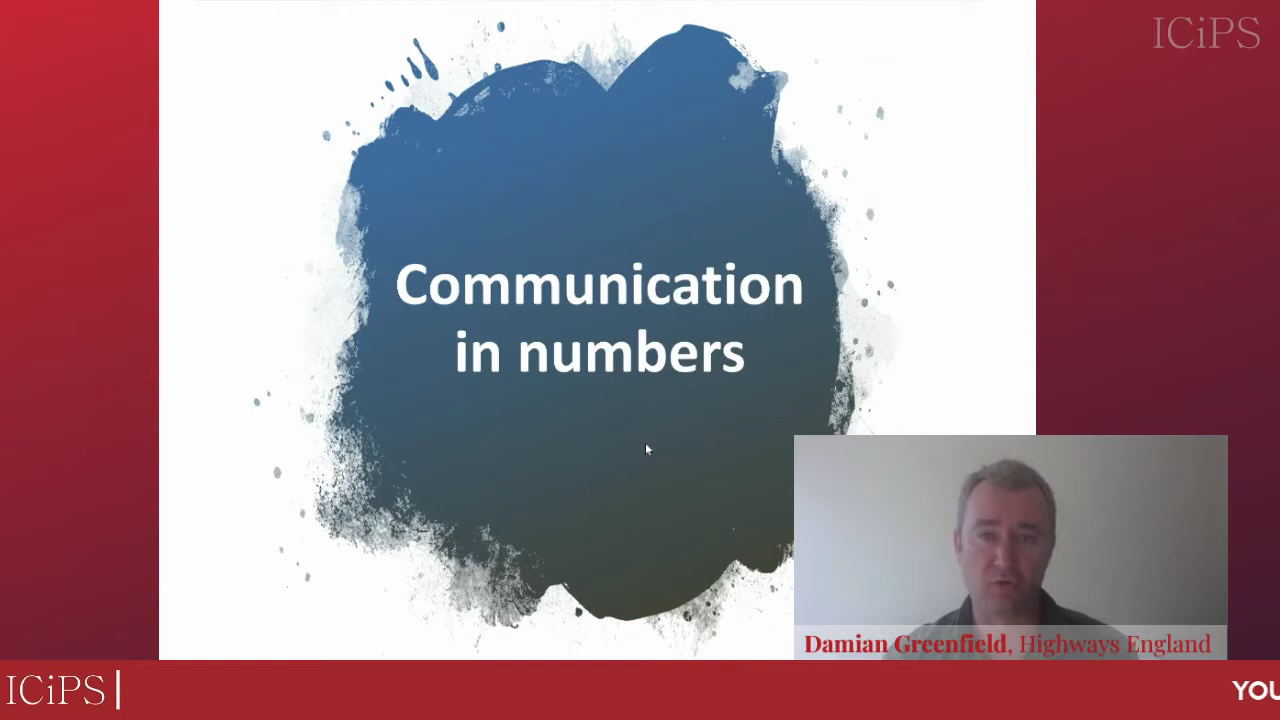 ICiPS
Communication
in numbers
Damian Greenfield, Highways England
ICiPS
YOU